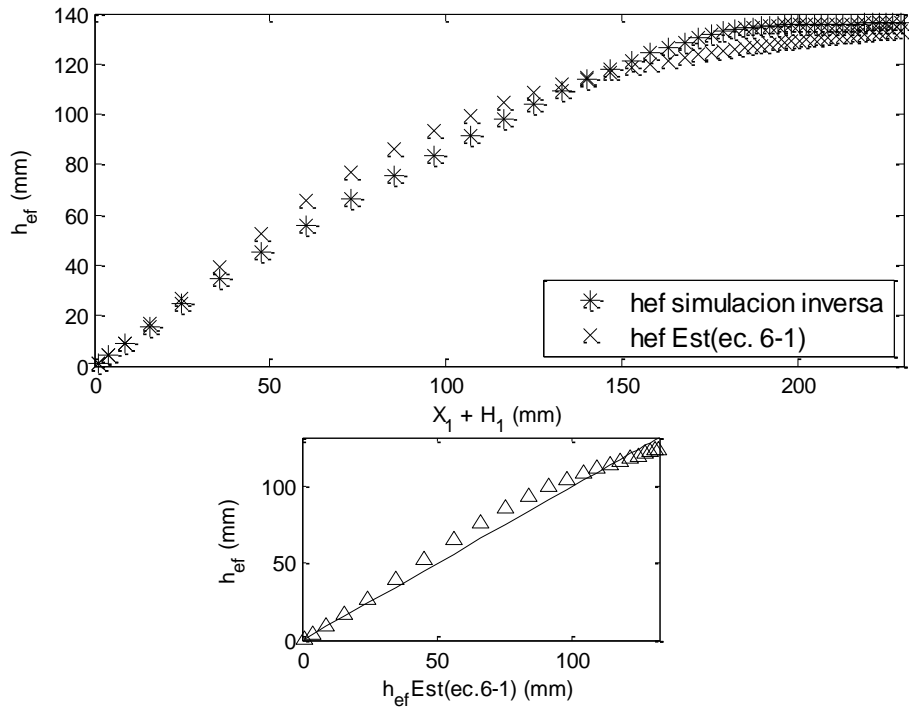 140
120
100
80
60
40
20
0
h_ef (mm)
0 50 100 150 200
X_1 + H_1 (mm)
hef simulacion inversa
hef Est(ec. 6-1)
100
50
0
h_ef (mm)
0 50 100
h_ef Est(ec.6-1) (mm)